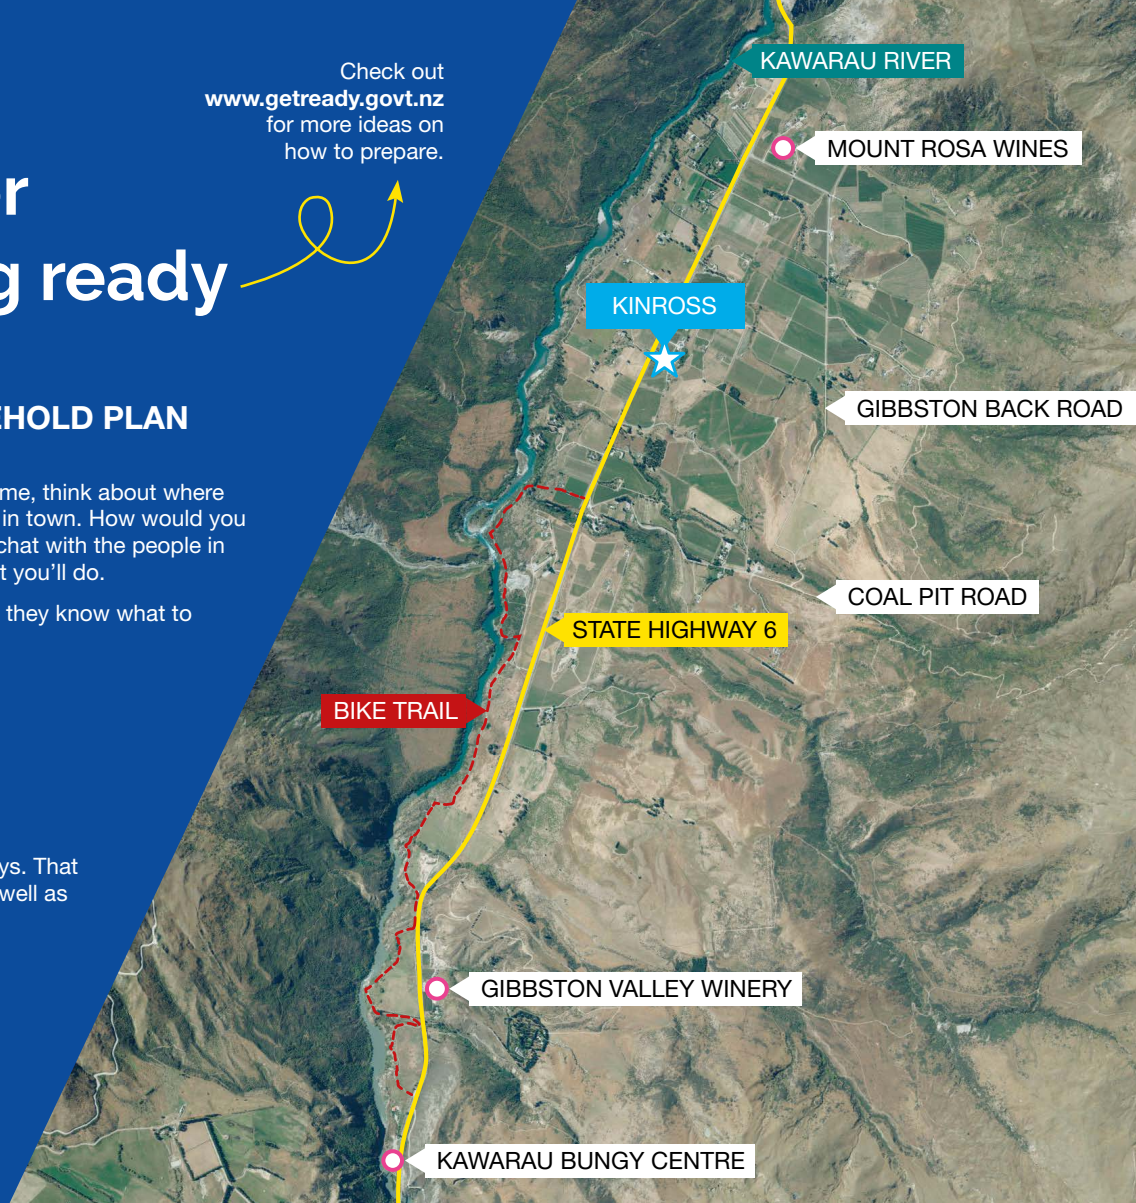 Check out
www.getready.govt.nz
for more ideas on
how to prepare.
g ready
EHOLD PLAN
me, think about where
in town. How would you
chat with the people in
t you'll do.
they know what to
ys. That
well as
KAWARAU RIVER
MOUNT ROSA WINES
KINROSS
GIBBSTON BACK ROAD
COAL PIT ROAD
STATE HIGHWAY 6
BIKE TRAIL
GIBBSTON VALLEY WINERY
KAWARAU BUNGY CENTRE